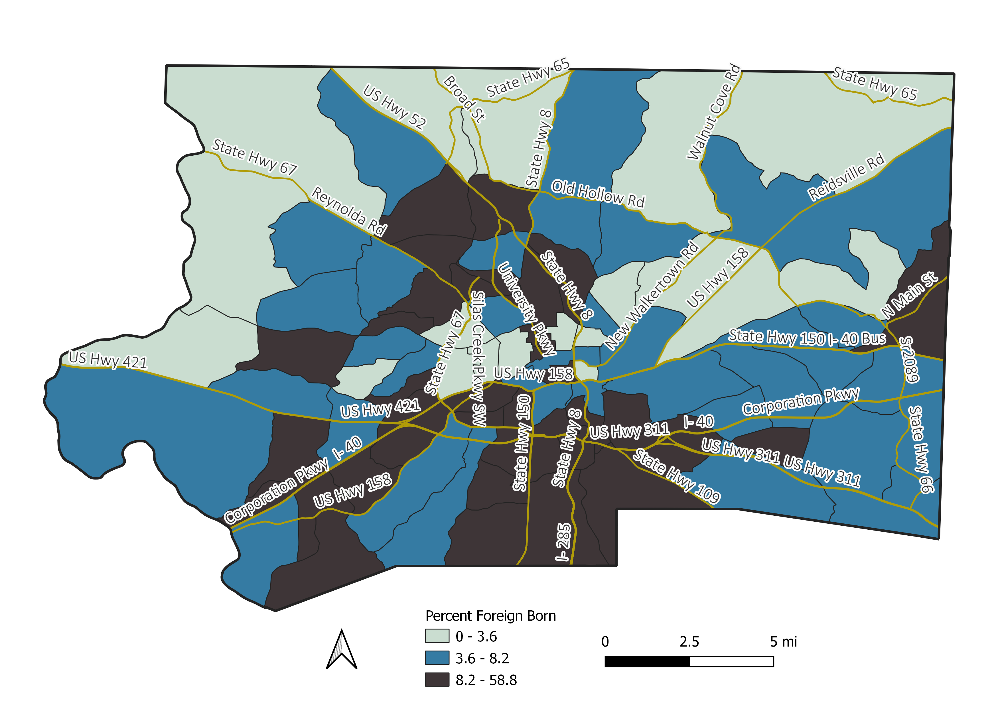 State Hwy 65
Walnut Cove Rd
State Hwy 65
Broad St
US Hwy 52
State Hwy 8
State Hwy 67
Reidsville Rd
Reynolda Rd
Old Hollow Rd
New Walkertown Rd
US Hwy 158
State Hwy 8
University Pkwy
N Main St
Silas Creek Pkwy SW
State Hwy 67
State Hwy 150 I- 40 Bus
Sr2089
US Hwy 421
US Hwy 158
US Hwy 421
State Hwy 150
State Hwy 8
Corporation Pkwy
I- 40
US Hwy 311
State Hwy 66
Corporation Pkwy I- 40
US Hwy 158
State Hwy 109
US Hwy 311 US Hwy 311
I- 285
Percent Foreign Born
0 - 3.6
3.6 - 8.2
8.2 - 58.8
0 2.5 5 mi